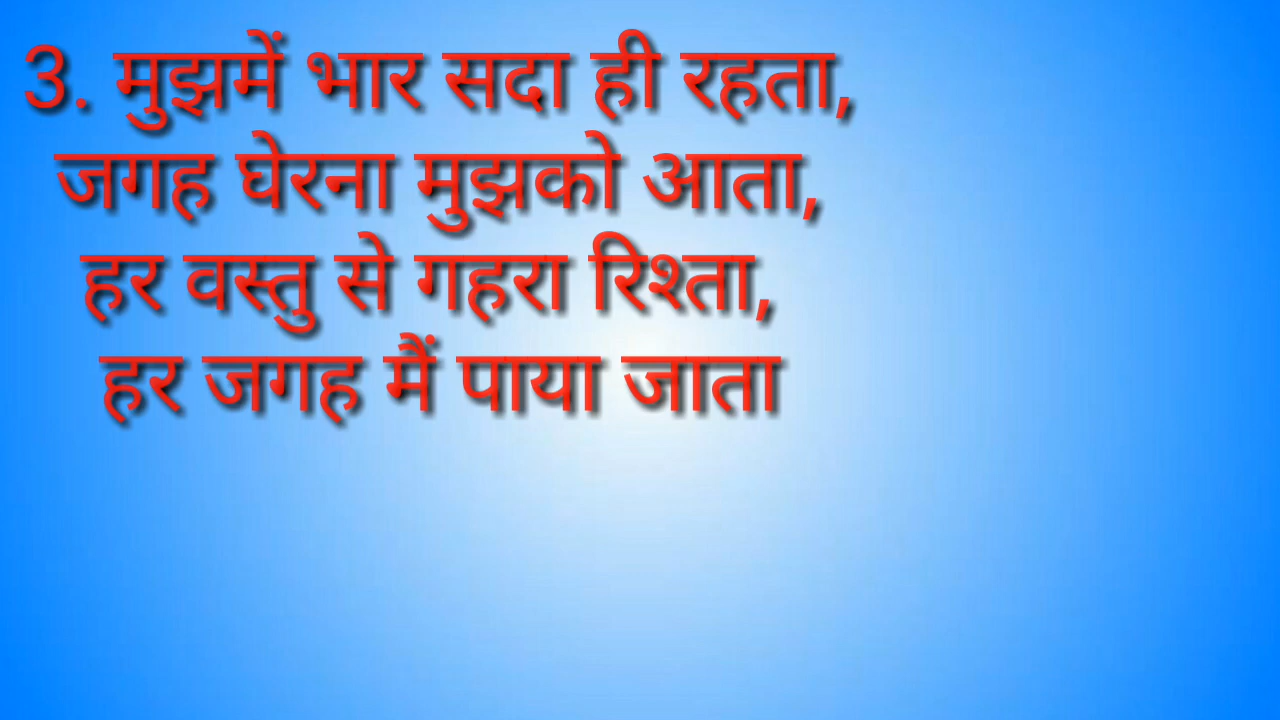 3. मुझमें भार सदा ही रहता,
जगह घेरना मुझको आता,
हर वस्तु से गहरा रिश्ता,
हर जगह मैं पाया जाता